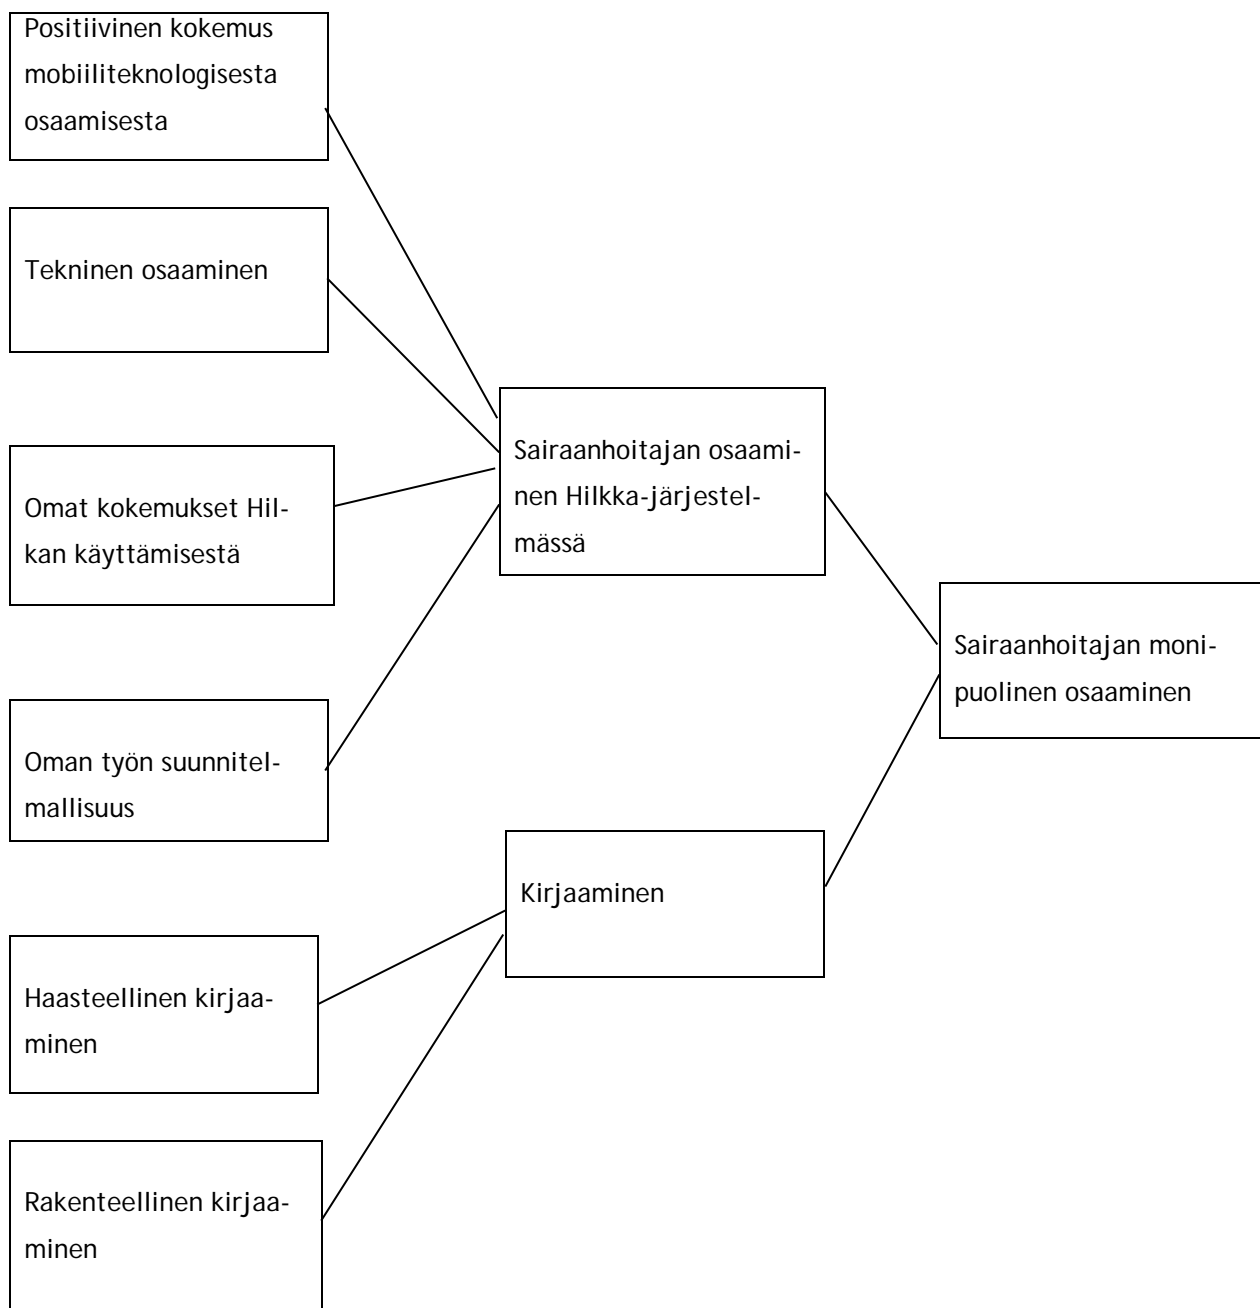 Positiivinen kokemus
mobiiliteknologisesta
osaamisesta
Tekninen osaaminen
Omat kokemukset Hil-
kan käyttämisestä
Oman työn suunnitel-
mallisuus
Haasteellinen kirjaa-
minen
Rakenteellinen kirjaa-
minen
Sairaanhoitajan osaami-
nen Hilkka-järjestel-
mässä
Kirjaaminen
Sairaanhoitajan moni-
puolinen osaaminen